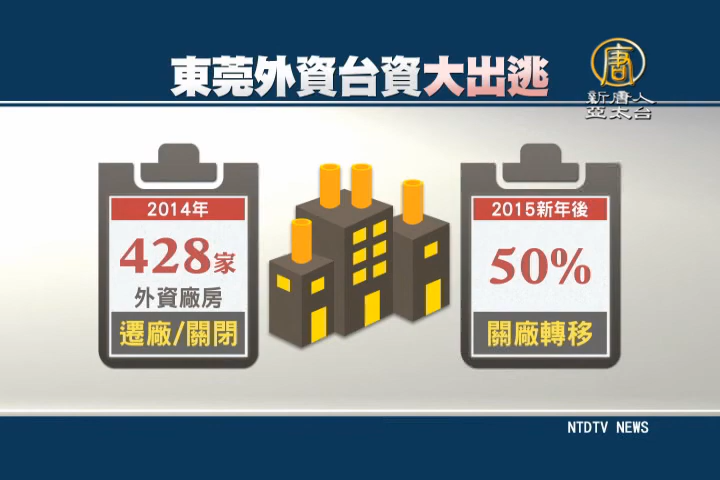 東莞外資台資大出逃
唐
新唐人
亞太台
2014年
428家
外資廠房
遷廠/關閉
2015新年後
50%
關廠轉移
NTDTV NEWS